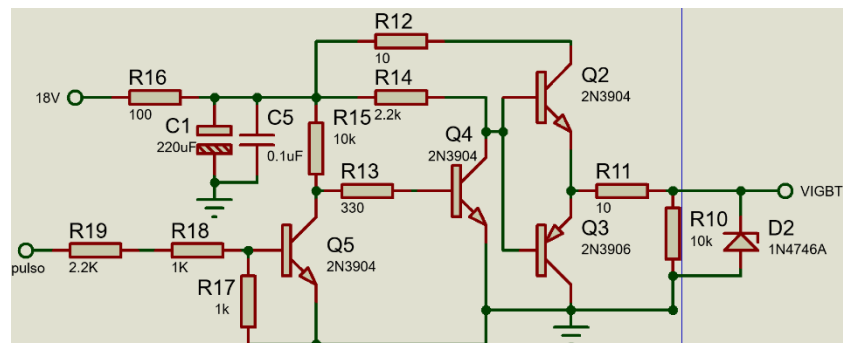 R12
10
Q2
2N3904
R16
100
18V
R14
2.2k
C1
220uF
C5
0.1uF
R15
10k
Q4
2N3904
R13
330
R11
10
VIGBT
R19
2.2K
pulso
R18
1K
Q5
2N3904
Q3
2N3906
R10
10k
D2
1N4746A
R17
1k